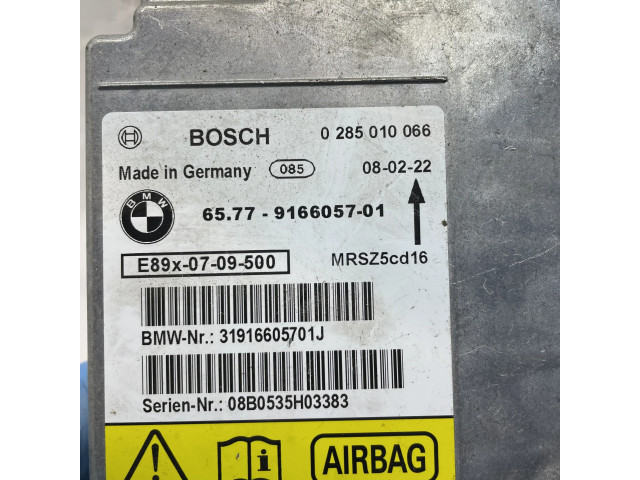 BOSCH 0 285 010 066
Made in Germany 085 08-02-22
BMW 65.77 - 9166057-01
E89x-07-09-500 MRSZ5cd16
BMW-Nr.: 31916605701J
Serien-Nr.: 08B0535H03383
! i AIRBAG